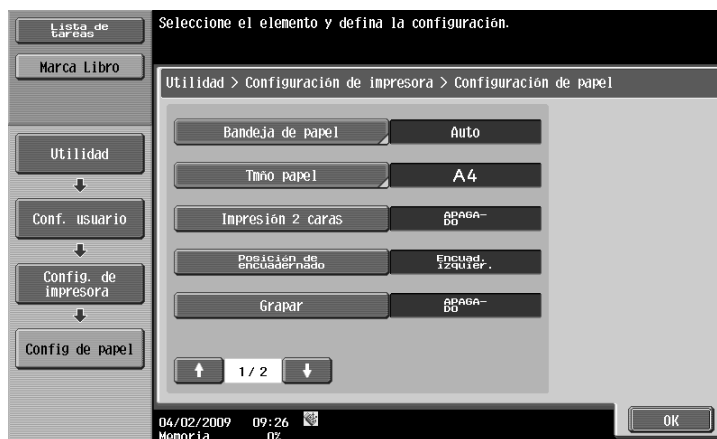 Lista de
tareas
Marca Libro
Utilidad
Conf. usuario
Config. de
impresora
Config de papel
Seleccione el elemento y defina la configuración.
Utilidad > Configuración de impresora > Configuración de papel
Bandeja de papel Auto
Tmño papel A4
Impresión 2 caras APAGA-
DO
Posición de
encuadernado Encuad.
izquier.
Grapar APAGA-
DO
1/ 2
04/02/2009 09:26
Memoria 0%
OK